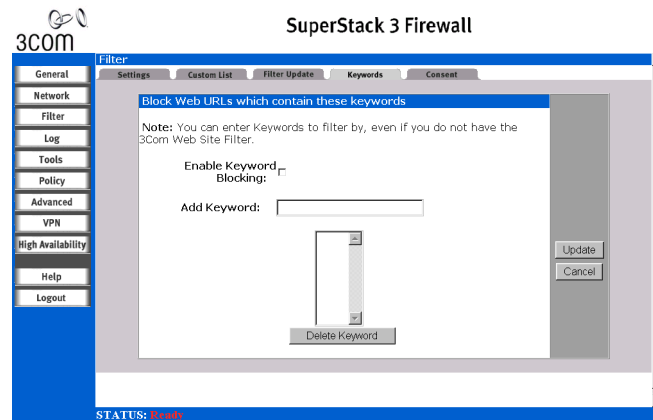 3COM
SuperStack 3 Firewall
Filter
Settings Custom List Filter Update Keywords Consent
General
Network
Filter
Log
Tools
Policy
Advanced
VPN
High Availability
Help
Logout
Block Web URLs which contain these keywords
Note: You can enter Keywords to filter by, even if you do not have the
3Com Web Site Filter.
Enable Keyword
Blocking:
Add Keyword:
Delete Keyword
Update
Cancel
STATUS: Ready